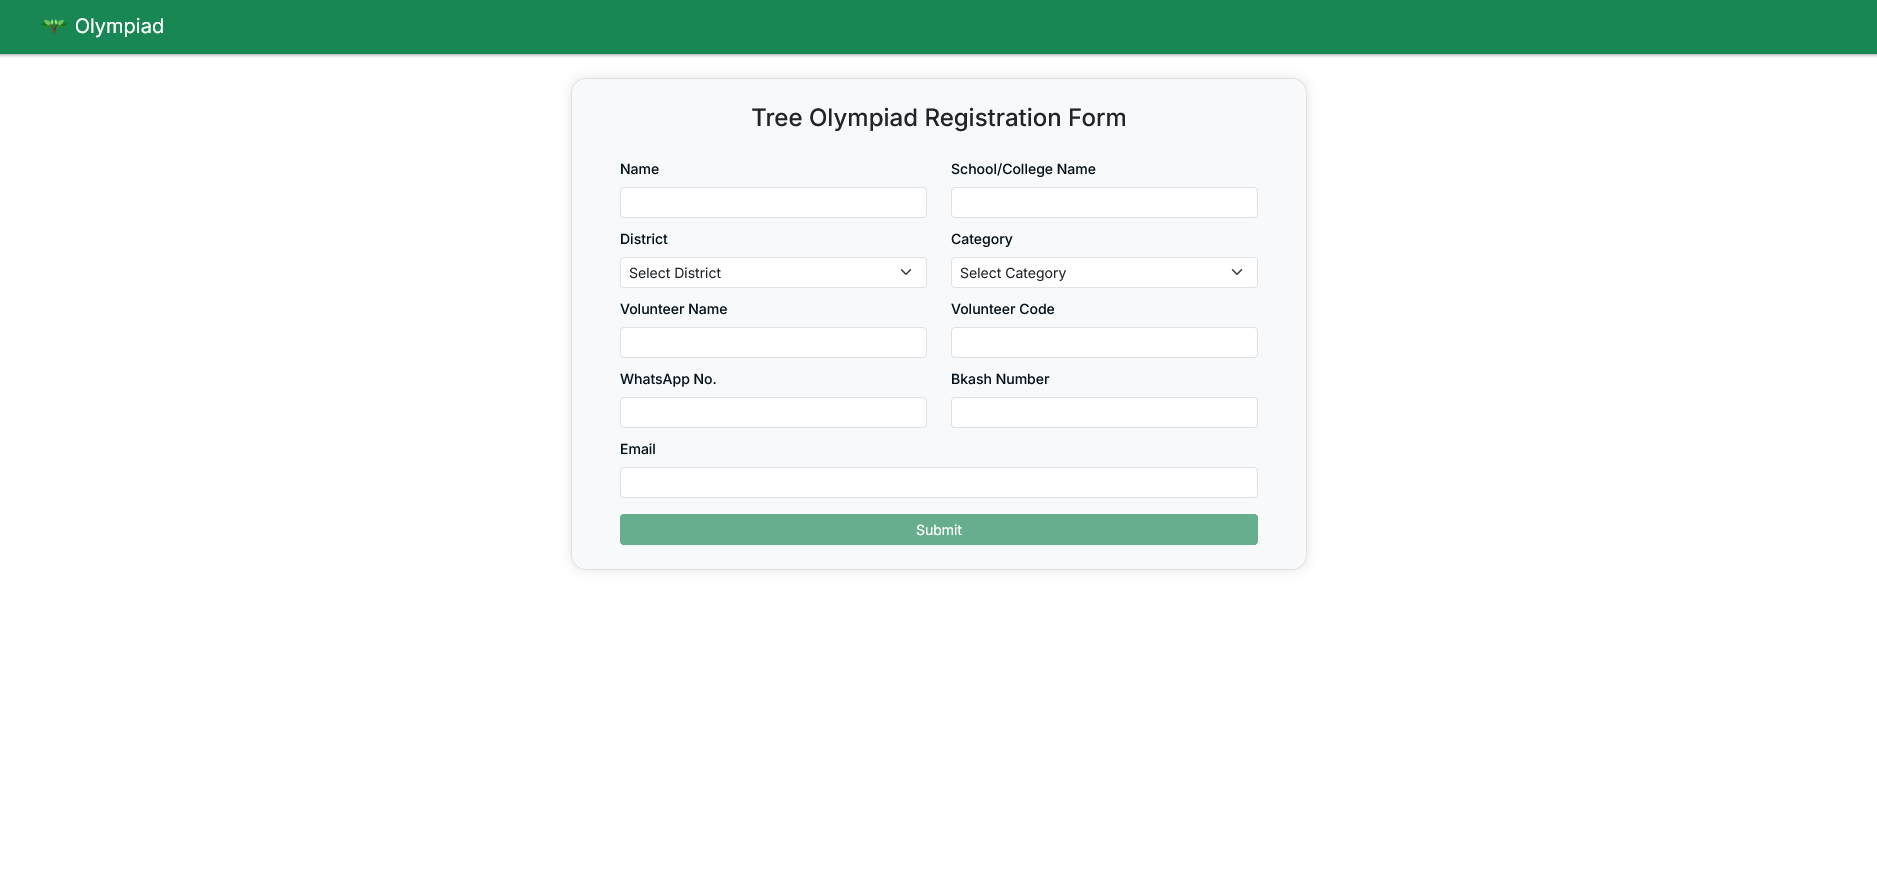 Olympiad
Tree Olympiad Registration Form
Name
School/College Name
District
Category
Select District
Select Category
Volunteer Name
Volunteer Code
WhatsApp No.
Bkash Number
Email
Submit